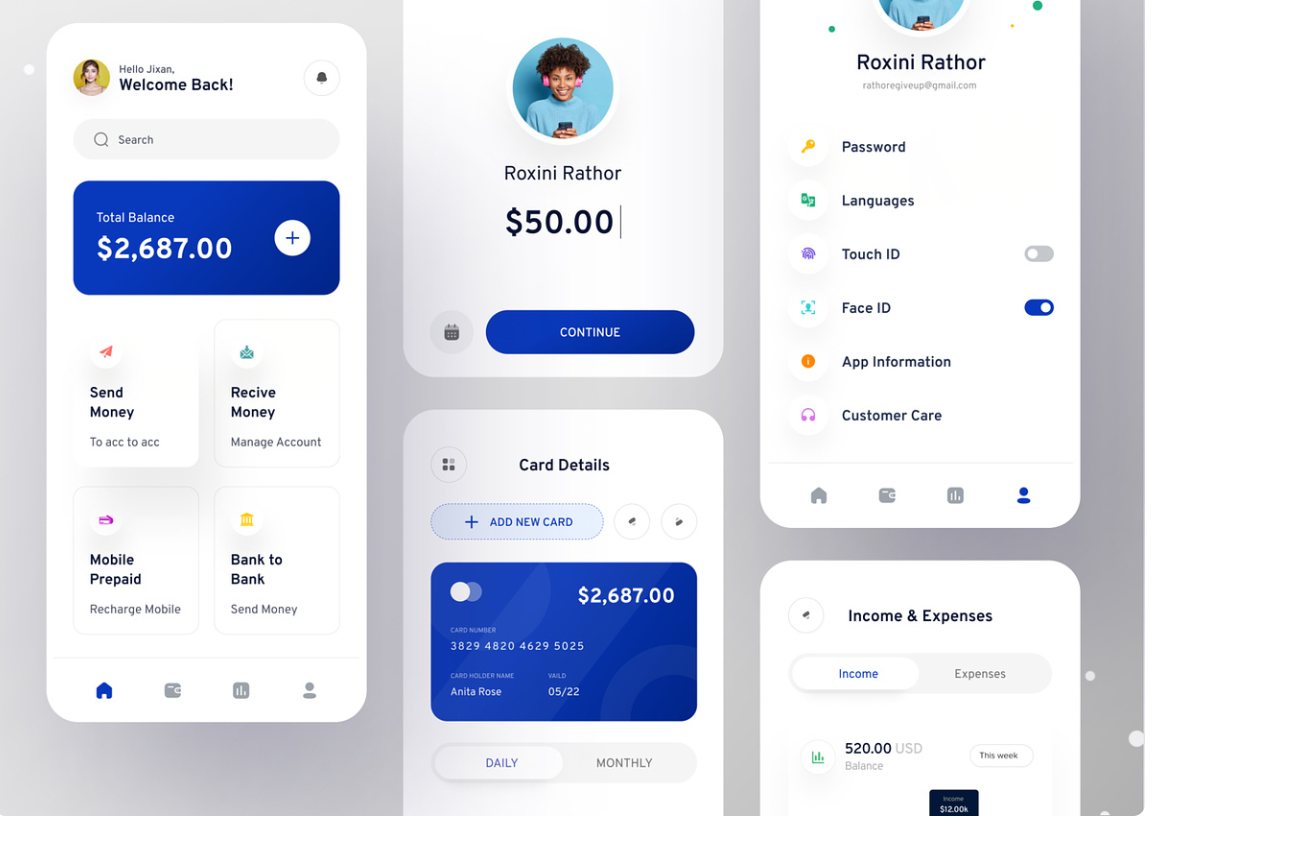 Hello Jixan,
Welcome Back!
Search
Total Balance
$2,687.00
Send
Money
To acc to acc
Recive
Money
Manage Account
Mobile
Prepaid
Recharge Mobile
Bank to
Bank
Send Money
Roxini Rathor
$50.00
CONTINUE
Card Details
ADD NEW CARD
$2,687.00
CARD NUMBER
3829 4820 4629 5025
CARD HOLDER NAME
VAILD
Anita Rose
05/22
DAILY
MONTHLY
Roxini Rathor
rathoregiveup@gmail.com
Password
Languages
Touch ID
Face ID
App Information
Customer Care
Income & Expenses
Income
Expenses
520.00 USD
Balance
This week
Income
$12.00k